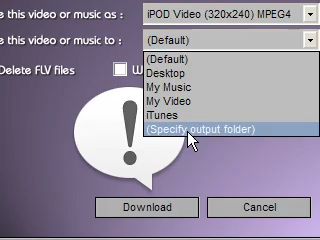 e this video or music as : iPOD Video (320x240) MPEG4
e this video or music to : (Default)
Delete FLV files
(Default)
Desktop
My Music
My Video
iTunes
(Specify output folder)
Download Cancel